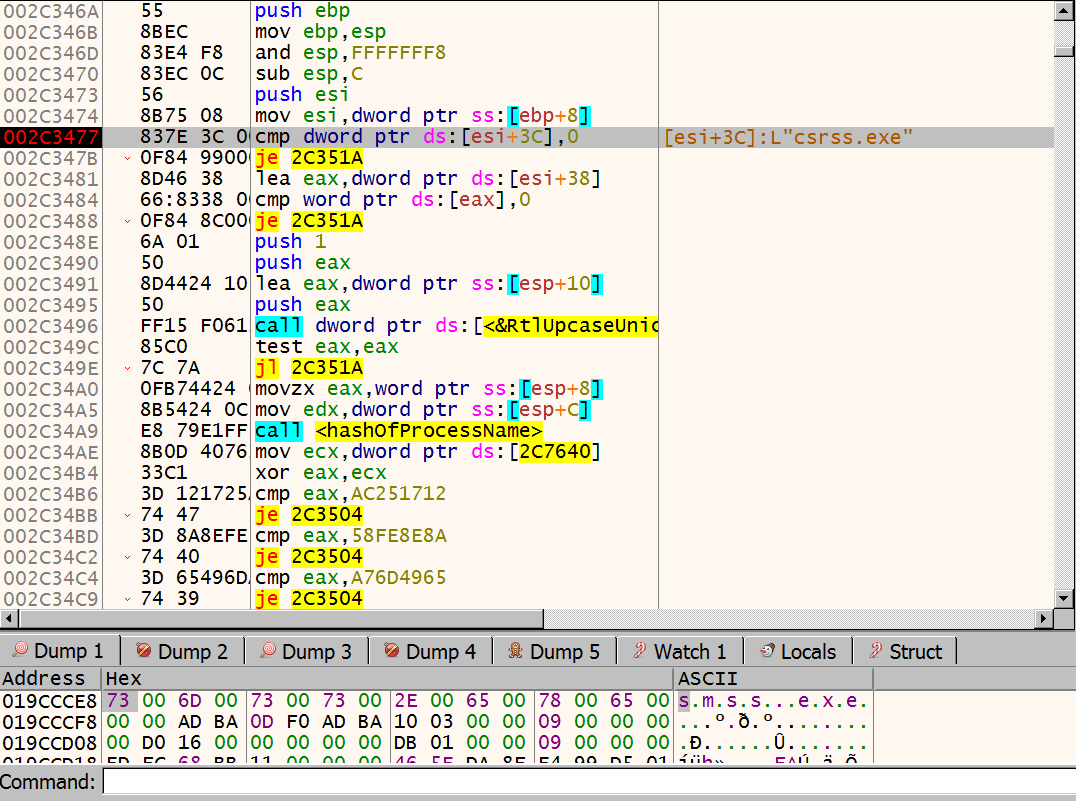 002C346A 55 push ebp
002C346B 8BEC mov ebp,esp
002C346D 83E4 F8 and esp,FFFFFFF8
002C3470 83EC 0C sub esp,C
002C3473 56 push esi
002C3474 8B75 08 mov esi,dword ptr ss:[ebp+8]
002C3477 837E 3C 0 cmp dword ptr ds:[esi+3C],0 [esi+3C]:L"csrss.exe"
002C347B 0F84 9900 je 2C351A
002C3481 8D46 38 lea eax,dword ptr ds:[esi+38]
002C3484 66:8338 0 cmp word ptr ds:[eax],0
002C3488 0F84 8C00 je 2C351A
002C348E 6A 01 push 1
002C3490 50 push eax
002C3491 8D4424 10 lea eax,dword ptr ss:[esp+10]
002C3495 50 push eax
002C3496 FF15 F061 call dword ptr ds:[<&RtlUpcaseUnic
002C349C 85C0 test eax,eax
002C349E 7C 7A jl 2C351A
002C34A0 0FB74424 movzx eax,word ptr ss:[esp+8]
002C34A5 8B5424 0C mov edx,dword ptr ss:[esp+C]
002C34A9 E8 79E1FF call <hashOfProcessName>
002C34AE 8B0D 4076 mov ecx,dword ptr ds:[2C7640]
002C34B4 33C1 xor eax,ecx
002C34B6 3D 121725 cmp eax,AC251712
002C34BB 74 47 je 2C3504
002C34BD 3D 8A8EFE cmp eax,58FE8E8A
002C34C2 74 40 je 2C3504
002C34C4 3D 65496D cmp eax,A76D4965
002C34C9 74 39 je 2C3504
Dump 1 Dump 2 Dump 3 Dump 4 Dump 5 Watch 1 Locals Struct
Address Hex ASCII
019CCCE8 73 00 6D 00 73 00 73 00 2E 00 65 00 78 00 65 00 s.m.s.s...e.x.e.
019CCCF8 00 00 AD BA 0D F0 AD BA 10 03 00 00 09 00 00 00 ...º.ð.º........
019CCD08 00 D0 16 00 00 00 00 00 DB 01 00 00 09 00 00 00 .Ð......Û.......
Command: